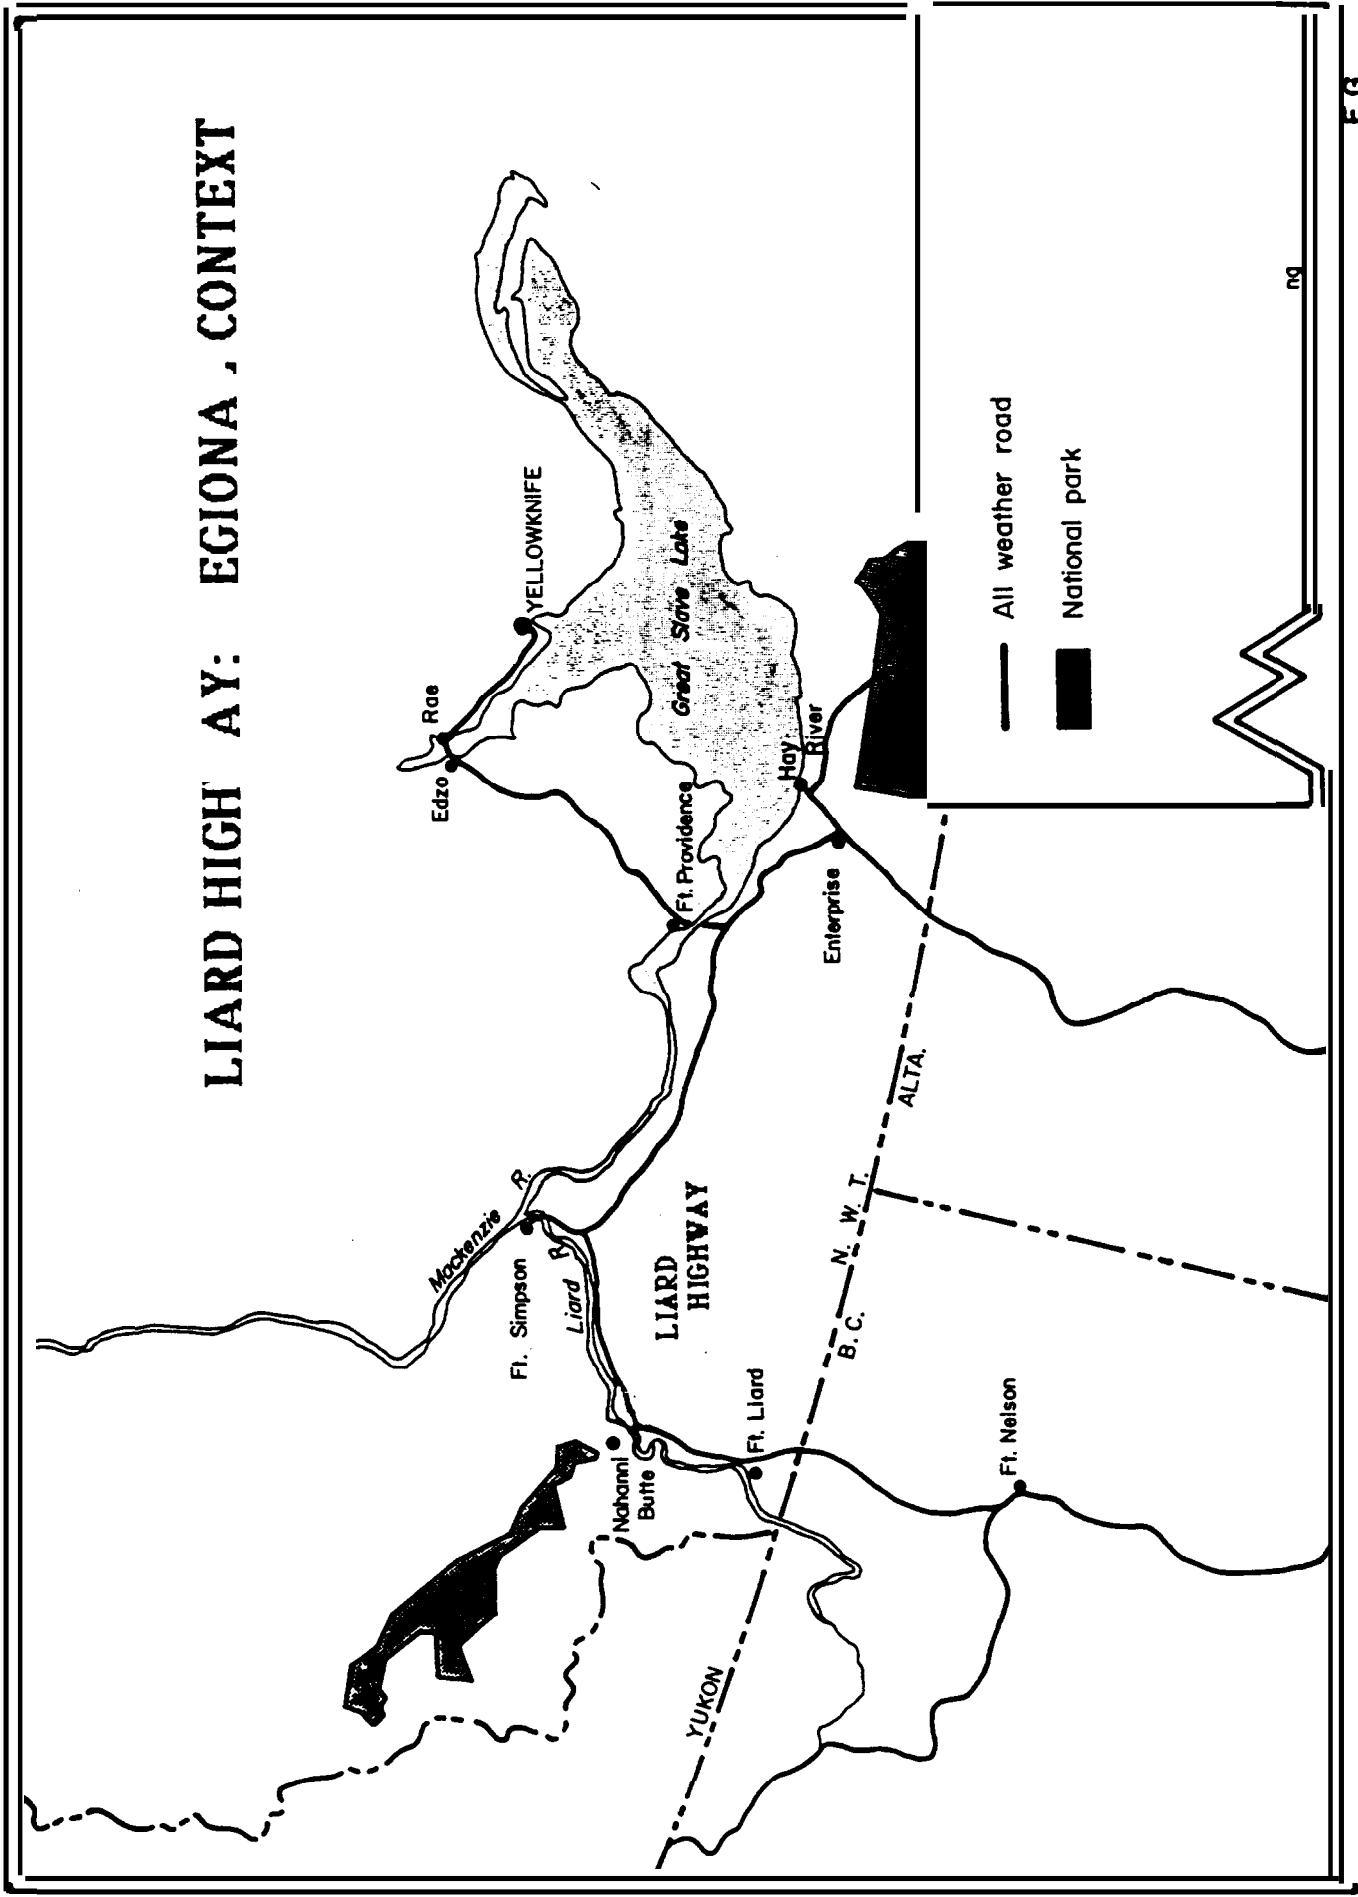 LIARD HIGH AY: EGIONA . CONTEXT
Mackenzie R.
Rae
Edzo
YELLOWKNIFE
Great Slave Lake
Ft. Providence
Hay
River
Enterprise
Ft. Simpson
Liard R.
LIARD
HIGHWAY
Nahanni
Butte
Ft. Liard
YUKON
B.C.
N. W. T.
ALTA.
Ft. Nelson
All weather road
National park